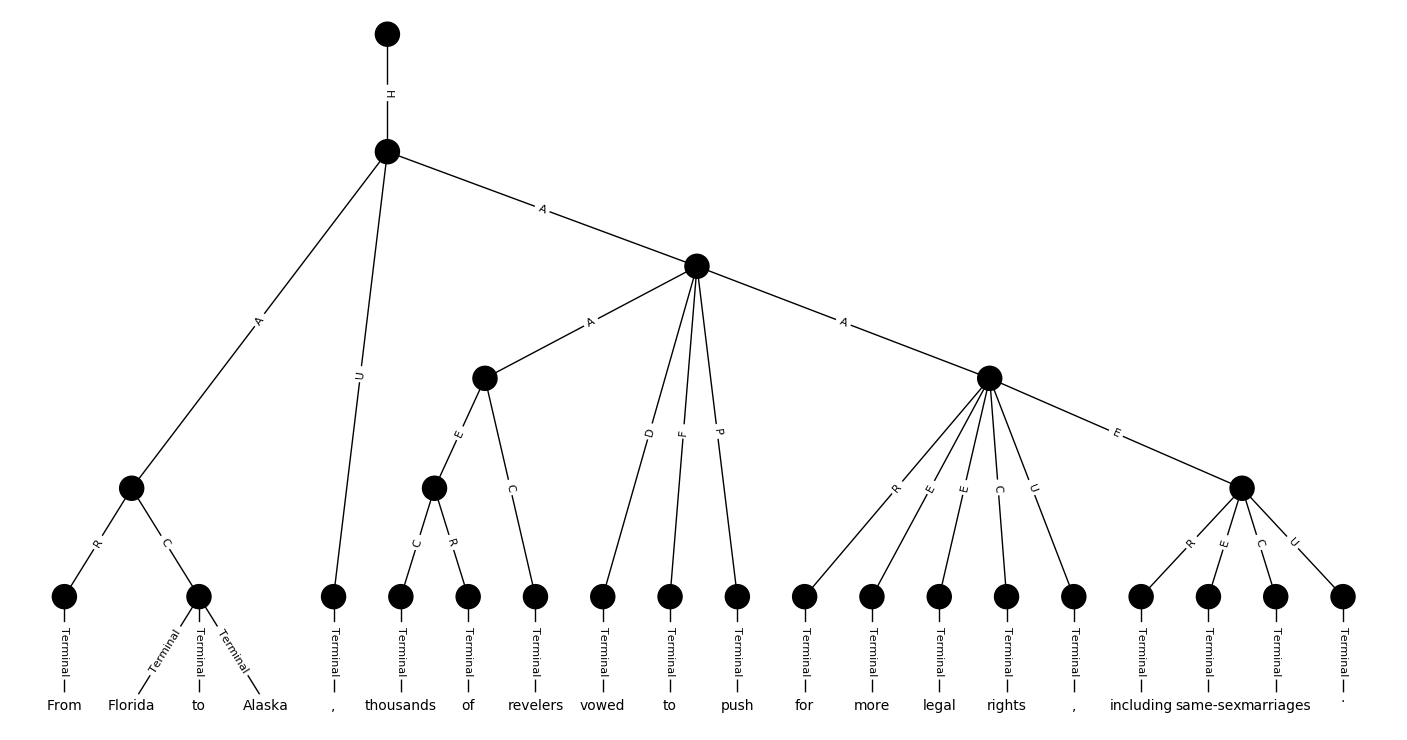 H
A
A
A
U
E
D
F
P
E
R
E
E
C
U
C
R
C
C
R
R
E
C
U
A
Terminal Terminal Terminal Terminal Terminal Terminal Terminal Terminal Terminal Terminal Terminal Terminal Terminal Terminal Terminal Terminal Terminal Terminal Terminal Terminal
From Florida to Alaska , thousands of revelers vowed to push for more legal rights , including same-sex marriages .